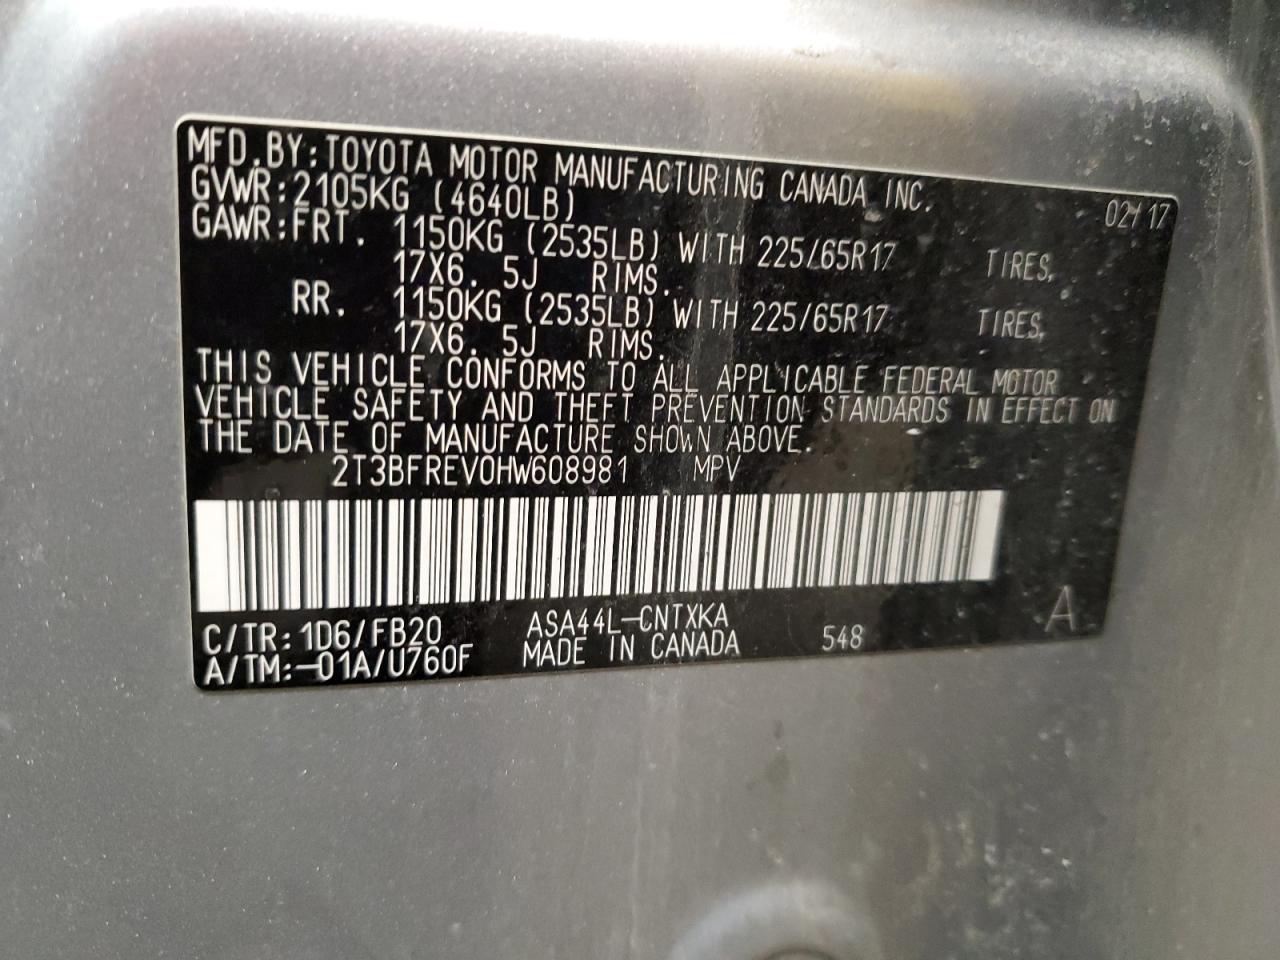 MFD.BY:TOYOTA MOTOR MANUFACTURING CANADA INC. 02/17
GVWR:2105KG (4640LB)
GAWR:FRT. 1150KG (2535LB) WITH 225/65R17 TIRES,
17X6.5J RIMS.
RR. 1150KG (2535LB) WITH 225/65R17 TIRES,
17X6.5J RIMS.
THIS VEHICLE CONFORMS TO ALL APPLICABLE FEDERAL MOTOR
VEHICLE SAFETY AND THEFT PREVENTION STANDARDS IN EFFECT ON
THE DATE OF MANUFACTURE SHOWN ABOVE.
2T3BFREV0HW608981 MPV
C/TR:1D6/FB20 ASA44L-CNTXKA A
A/TM:-01A/U760F MADE IN CANADA 548